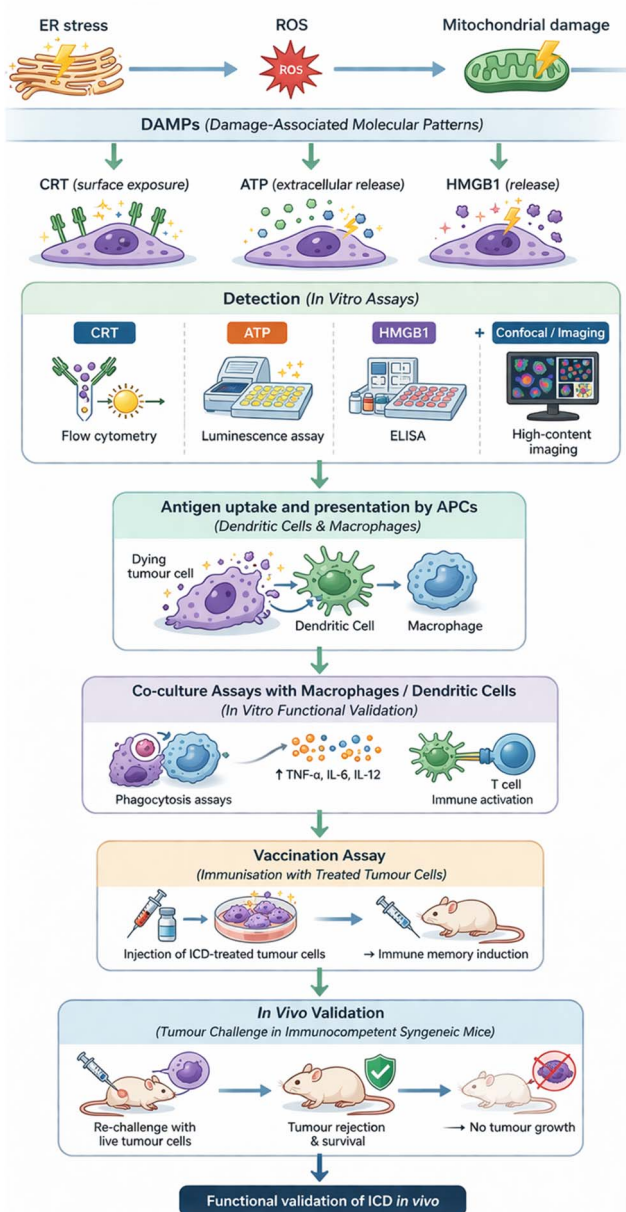 ER stress
ROS
Mitochondrial damage
ROS
DAMPs (Damage-Associated Molecular Patterns)
CRT (surface exposure)
ATP (extracellular release)
HMGB1 (release)
Detection (In Vitro Assays)
CRT
ATP
HMGB1
+ Confocal / Imaging
Flow cytometry
Luminescence assay
ELISA
High-content
imaging
Antigen uptake and presentation by APCs
(Dendritic Cells & Macrophages)
Dying
tumour cell
Dendritic Cell
Macrophage
Co-culture Assays with Macrophages / Dendritic Cells
(In Vitro Functional Validation)
Phagocytosis assays
↑ TNF-α, IL-6, IL-12
T cell
Immune activation
Vaccination Assay
(Immunisation with Treated Tumour Cells)
Injection of ICD-treated tumour cells
→ Immune memory induction
In Vivo Validation
(Tumour Challenge in Immunocompetent Syngeneic Mice)
Re-challenge with
live tumour cells
Tumour rejection
& survival
→ No tumour growth
Functional validation of ICD in vivo